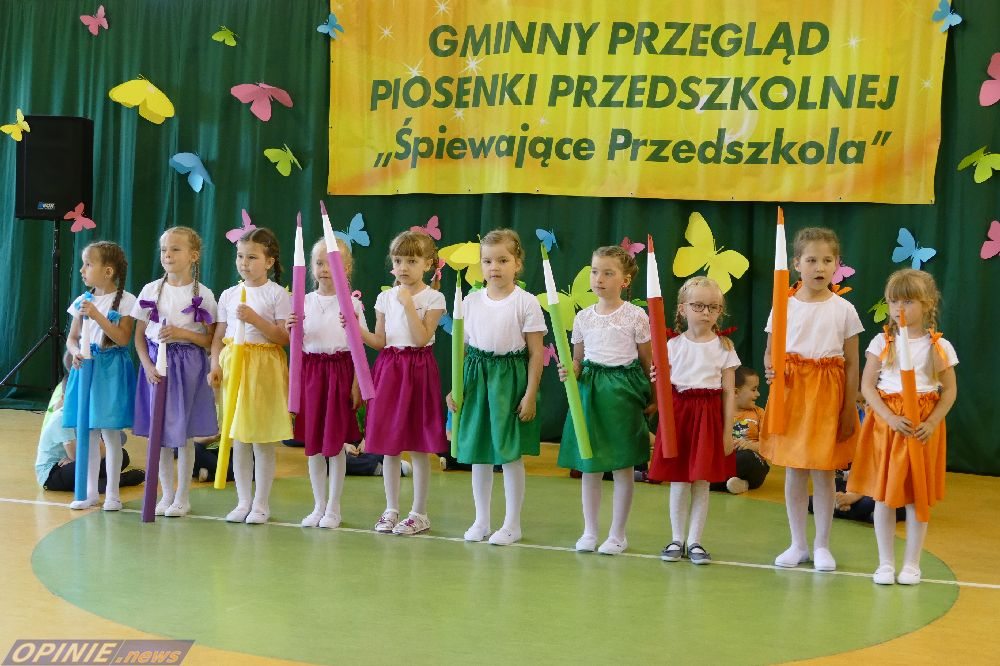 GMINNY PRZEGLĄD
PIOSENKI PRZEDSZKOLNEJ
„Śpiewające Przedszkola”
OPINIE.news